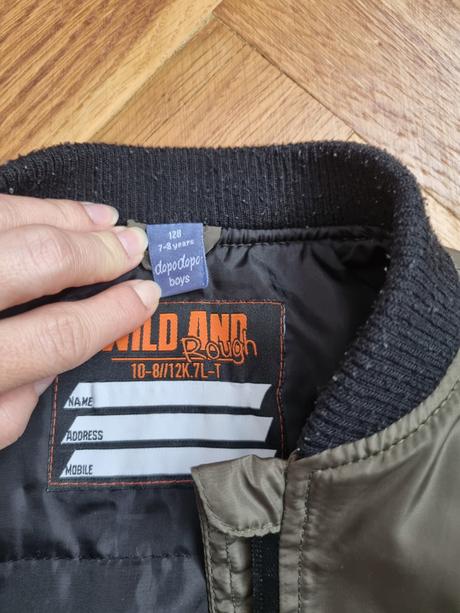 128
7-8 years
dopodopo
boys
WILD AND
Rough
10-8//12K.7L-T
NAME
ADDRESS
MOBILE